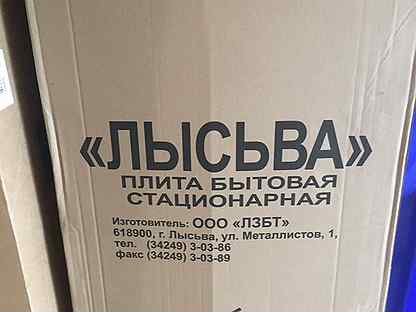 «ЛЫСЬВА»
ПЛИТА БЫТОВАЯ
СТАЦИОНАРНАЯ
Изготовитель: ООО «ЛЗБТ»
618900, г. Лысьва, ул. Металлистов, 1,
тел. (34249) 3-03-86
факс (34249) 3-03-89